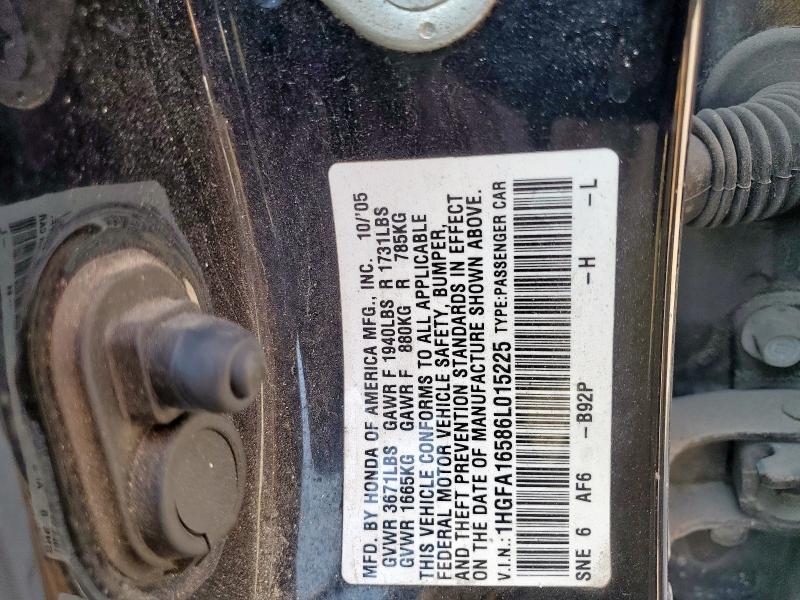 MFD. BY HONDA OF AMERICA MFG., INC. 10/'05
GVWR 3671LBS GAWR F 1940LBS R 1731LBS
GVWR 1665KG GAWR F 880KG R 785KG
THIS VEHICLE CONFORMS TO ALL APPLICABLE
FEDERAL MOTOR VEHICLE SAFETY, BUMPER,
AND THEFT PREVENTION STANDARDS IN EFFECT
ON THE DATE OF MANUFACTURE SHOWN ABOVE.
V.I.N.: 1HGFA16586L015225 TYPE:PASSENGER CAR
SNE 6 AF6 -B92P -H -L